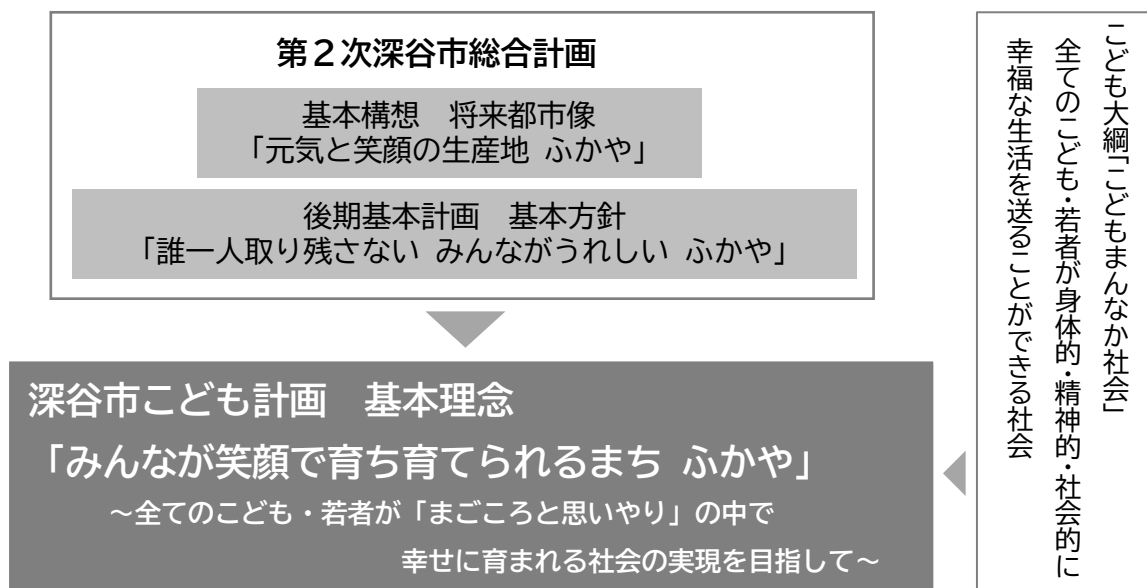 第２次深谷市総合計画
基本構想　将来都市像
「元気と笑顔の生産地 ふかや」
後期基本計画　基本方針
「誰一人取り残さない みんながうれしい ふかや」
深谷市こども計画　基本理念
「みんなが笑顔で育ち育てられるまち ふかや」
～全てのこども・若者が「まごころと思いやり」の中で
幸せに育まれる社会の実現を目指して～
こども大綱「こどもまんなか社会」
全てのこども・若者が身体的・精神的・社会的に
幸福な生活を送ることができる社会